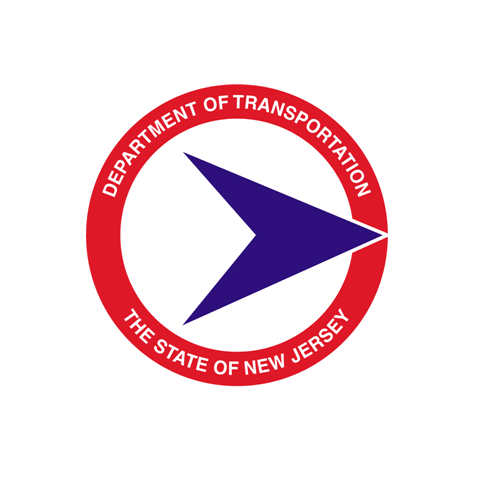 DEPARTMENT OF TRANSPORTATION
THE STATE OF NEW JERSEY